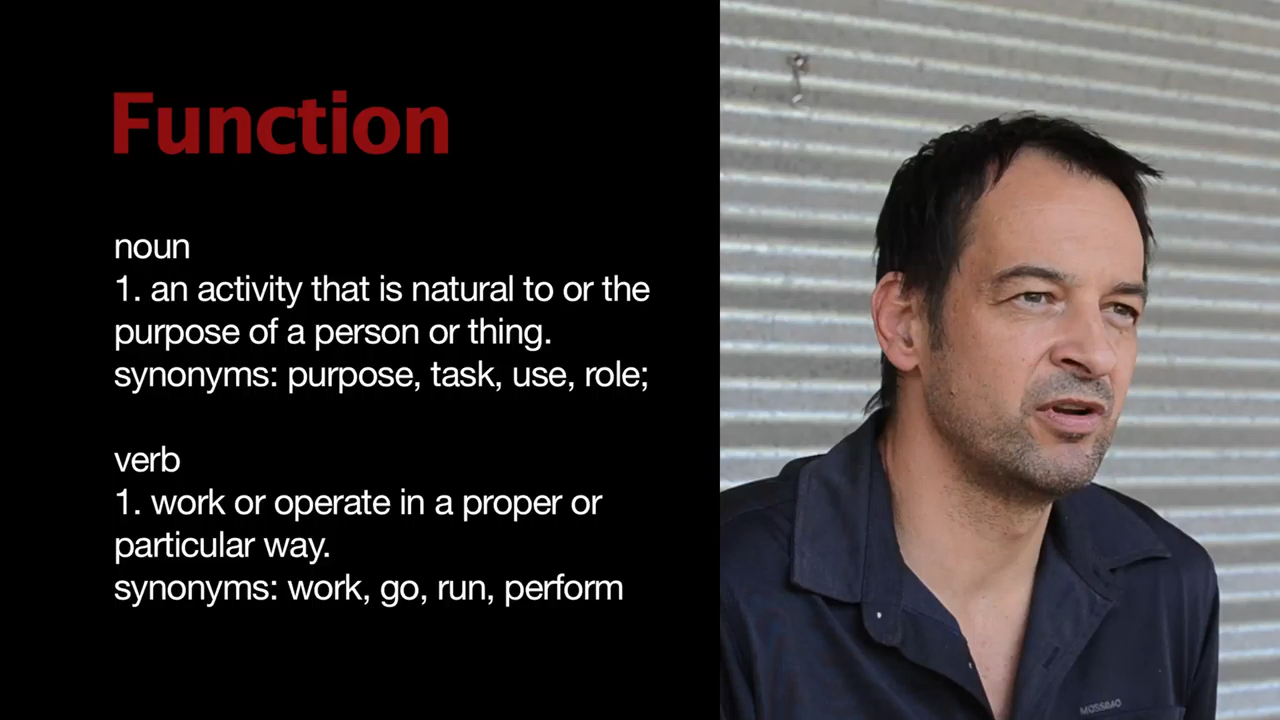 Function
noun
1. an activity that is natural to or the
purpose of a person or thing.
synonyms: purpose, task, use, role;
verb
1. work or operate in a proper or
particular way.
synonyms: work, go, run, perform
MOSSIMO